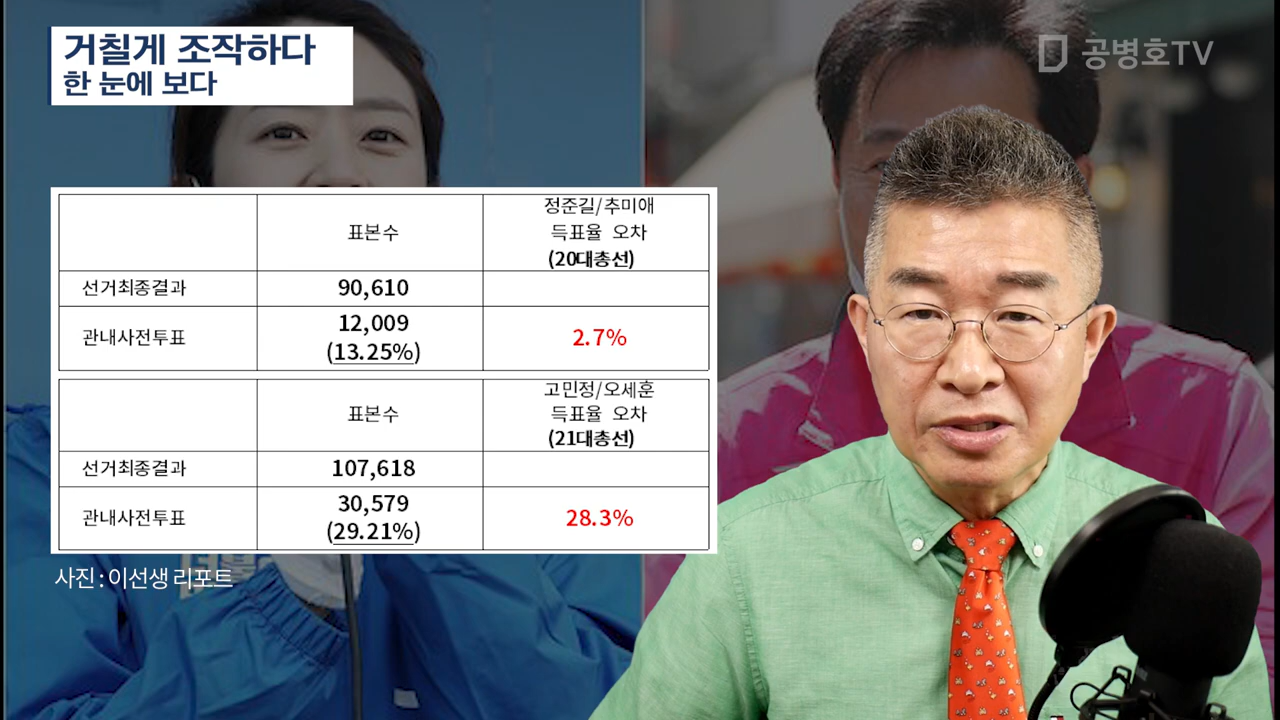 거칠게 조작하다
한 눈에 보다
공병호TV
표본수
정준길/추미애
득표율 오차
(20대총선)
선거최종결과
90,610
관내사전투표
12,009
(13.25%)
2.7%
표본수
고민정/오세훈
득표율 오차
(21대총선)
선거최종결과
107,618
관내사전투표
30,579
(29.21%)
28.3%
사진 : 이선생 리포트